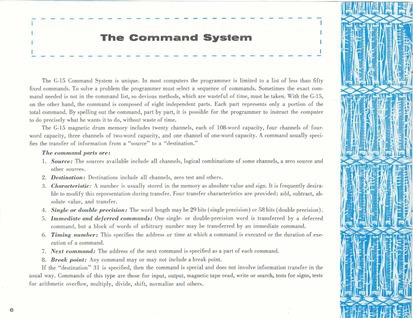 The Command System
The G-15 Command System is unique. In most computers the programmer is limited to a list of less than fifty
fixed commands. To solve a problem the programmer must select a sequence of commands. Sometimes the exact com-
mand needed is not in the command list, so devious methods, which are wasteful of time, must be taken. With the G-15,
on the other hand, the command is composed of eight independent parts. Each part represents only a portion of the
total command. By spelling out the command, part by part, it is possible for the programmer to instruct the computer
to do precisely what he wants it to do, without waste of time.
The G-15 magnetic drum memory includes twenty channels, each of 108-word capacity, four channels of four-
word capacity, three channels of two-word capacity, and one channel of one-word capacity. A command usually speci-
fies the transfer of information from a "source" to a "destination."
The command parts are:
1. Source: The sources available include all channels, logical combinations of some channels, a zero source and
other sources.
2. Destination: Destinations include all channels, zero test and others.
3. Characteristic: A number is usually stored in the memory as absolute value and sign. It is frequently desira-
ble to modify this representation during transfer. Four transfer characteristics are provided; add, subtract, ab-
solute value, and transfer.
4. Single or double precision: The word length may be 29 bits (single precision) or 58 bits (double precision).
5. Immediate and deferred commands: One single- or double-precision word is transferred by a deferred
command, but a block of words of arbitrary number may be transferred by an immediate command.
6. Timing number: This specifies the address or time at which a command is executed or the duration of exe-
cution of a command.
7. Next command: The address of the next command is specified as a part of each command.
8. Break point: Any command may or may not include a break point.
If the "destination" 31 is specified, then the command is special and does not involve information transfer in the
usual way. Commands of this type are those for input, output, magnetic tape read, write or search, tests for signs, tests
for arithmetic overflow, multiply, divide, shift, normalize and others.
6